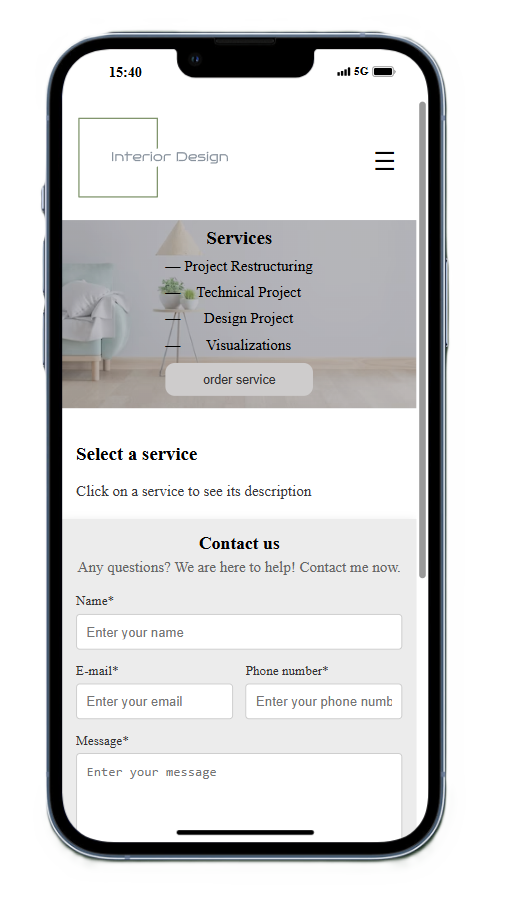 15:40
5G
Interior Design
☰
Services
— Project Restructuring
— Technical Project
— Design Project
— Visualizations
order service
Select a service
Click on a service to see its description
Contact us
Any questions? We are here to help! Contact me now.
Name*
Enter your name
E-mail* Phone number*
Enter your email Enter your phone numb
Message*
Enter your message